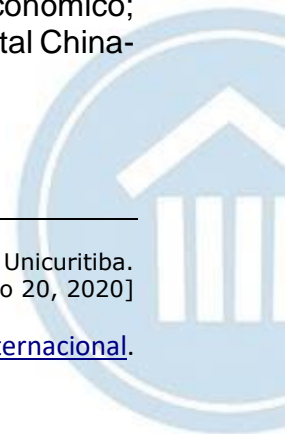 conômico;
tal China-
Unicuritiba.
o 20, 2020]
ternacional.